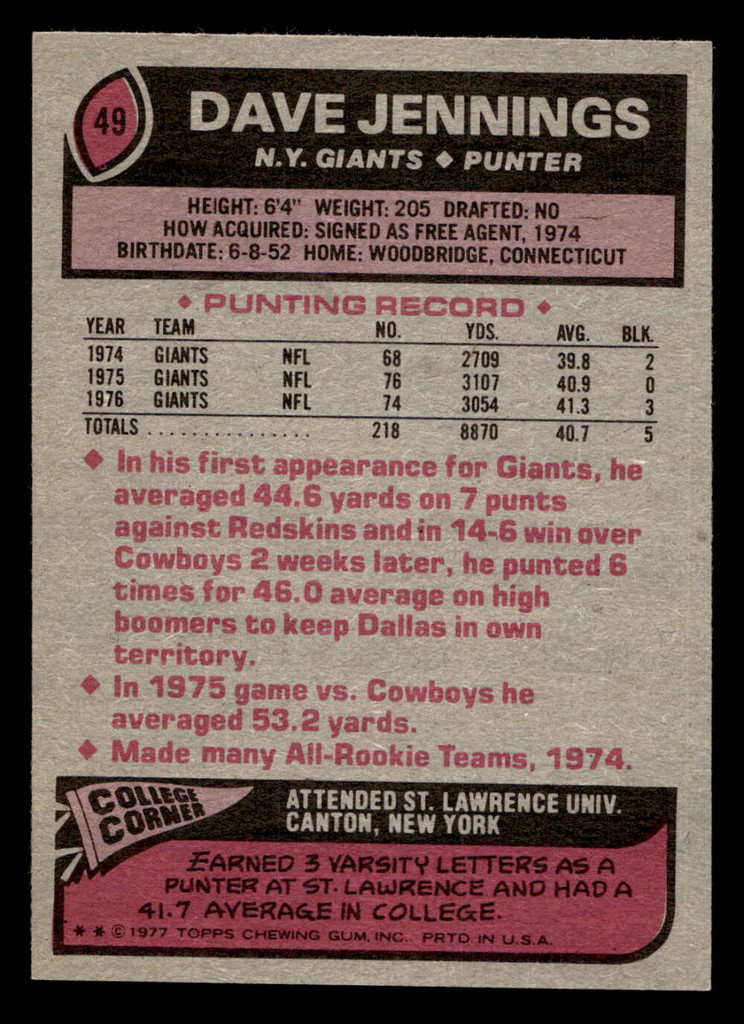 49
DAVE JENNINGS
N.Y. GIANTS ◆ PUNTER
HEIGHT: 6'4" WEIGHT: 205 DRAFTED: NO
HOW ACQUIRED: SIGNED AS FREE AGENT, 1974
BIRTHDATE: 6-8-52 HOME: WOODBRIDGE, CONNECTICUT
◆ PUNTING RECORD ◆
YEAR TEAM NO. YDS. AVG. BLK.
1974 GIANTS NFL 68 2709 39.8 2
1975 GIANTS NFL 76 3107 40.9 0
1976 GIANTS NFL 74 3054 41.3 3
TOTALS ............... 218 8870 40.7 5
◆ In his first appearance for Giants, he
averaged 44.6 yards on 7 punts
against Redskins and in 14-6 win over
Cowboys 2 weeks later, he punted 6
times for 46.0 average on high
boomers to keep Dallas in own
territory.
◆ In 1975 game vs. Cowboys he
averaged 53.2 yards.
◆ Made many All-Rookie Teams, 1974.
COLLEGE
CORNER
ATTENDED ST. LAWRENCE UNIV.
CANTON, NEW YORK
EARNED 3 VARSITY LETTERS AS A
PUNTER AT ST. LAWRENCE AND HAD A
41.7 AVERAGE IN COLLEGE.
* * © 1977 TOPPS CHEWING GUM, INC. PRTD. IN U.S.A.